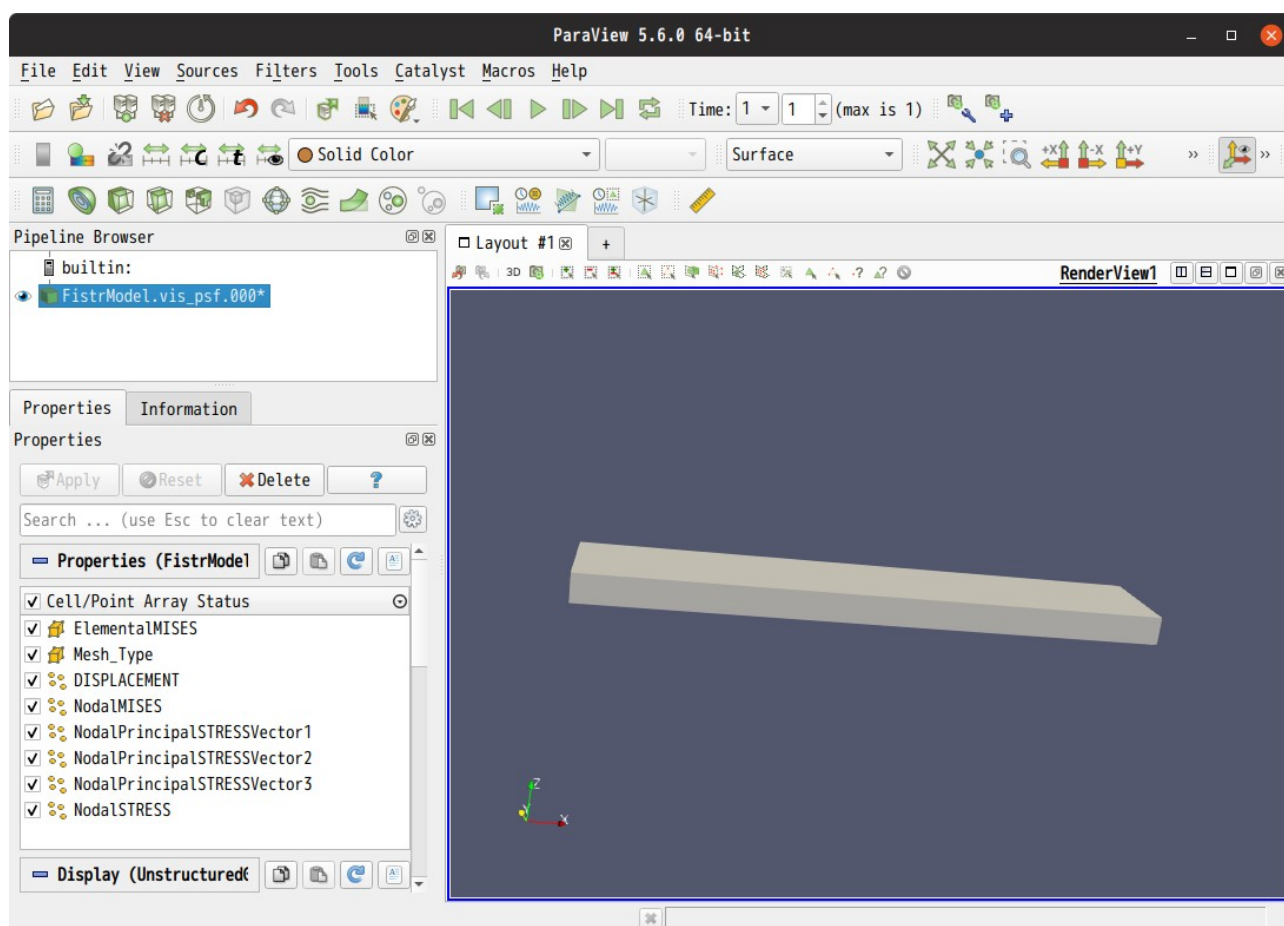 ParaView 5.6.0 64-bit
File Edit View Sources Filters Tools Catalyst Macros Help
Time: 1 1 (max is 1)
Solid Color Surface +X -X +Y »  »
Pipeline Browser
Layout #1 +
builtin:
3D RenderView1
FistrModel.vis_psf.000*
Properties Information
Properties
Apply Reset Delete ?
Search ... (use Esc to clear text)
Properties (FistrModel
Cell/Point Array Status
ElementalMISES
Mesh_Type
DISPLACEMENT
NodalMISES
NodalPrincipalSTRESSVector1
NodalPrincipalSTRESSVector2
NodalPrincipalSTRESSVector3
NodalSTRESS
Z
Y X
Display (UnstructuredG